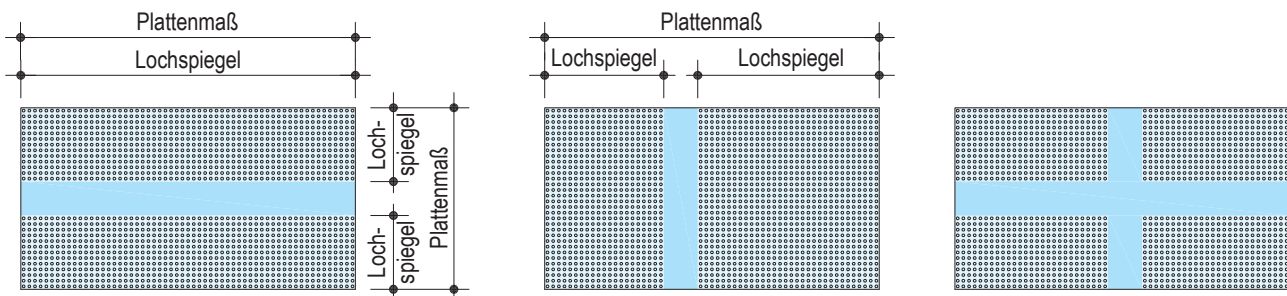 Plattenmaß
Lochspiegel
Loch-
spiegel
Loch-
spiegel
Plattenmaß
Plattenmaß
Lochspiegel
Lochspiegel